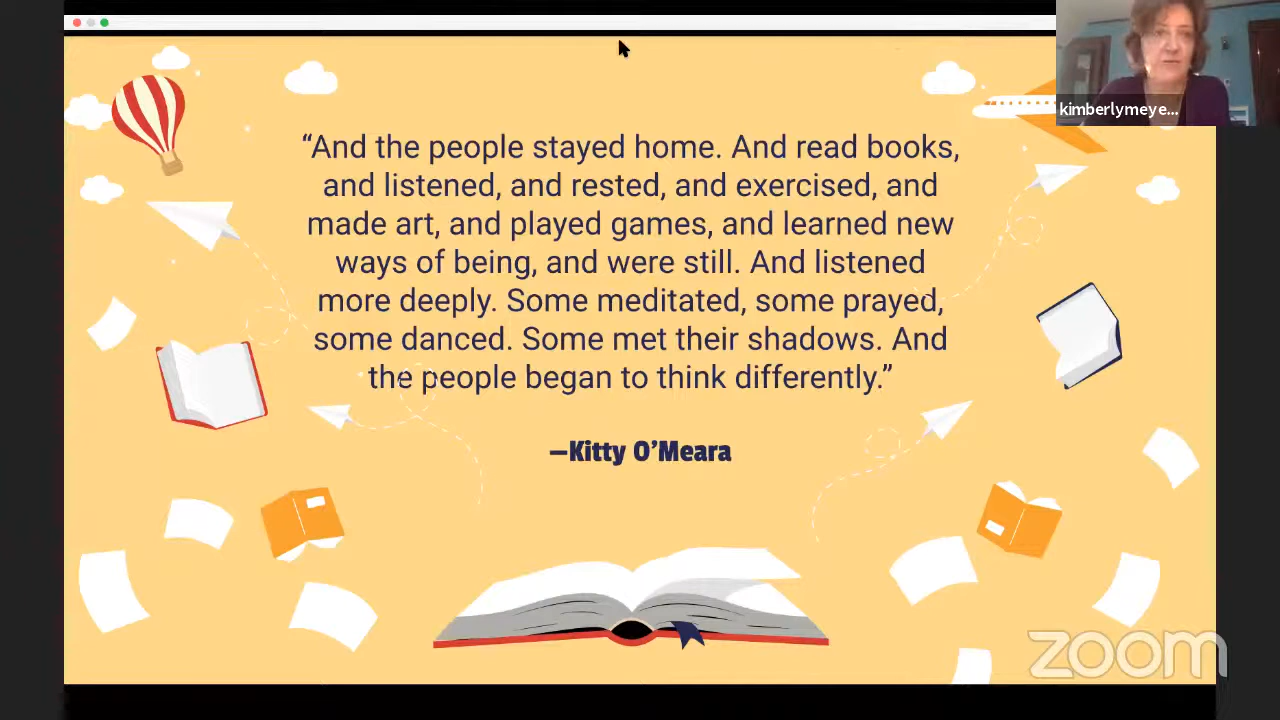 “And the people stayed home. And read books,
and listened, and rested, and exercised, and
made art, and played games, and learned new
ways of being, and were still. And listened
more deeply. Some meditated, some prayed,
some danced. Some met their shadows. And
the people began to think differently.”
—Kitty O’Meara
kimberlymeye...
zoom